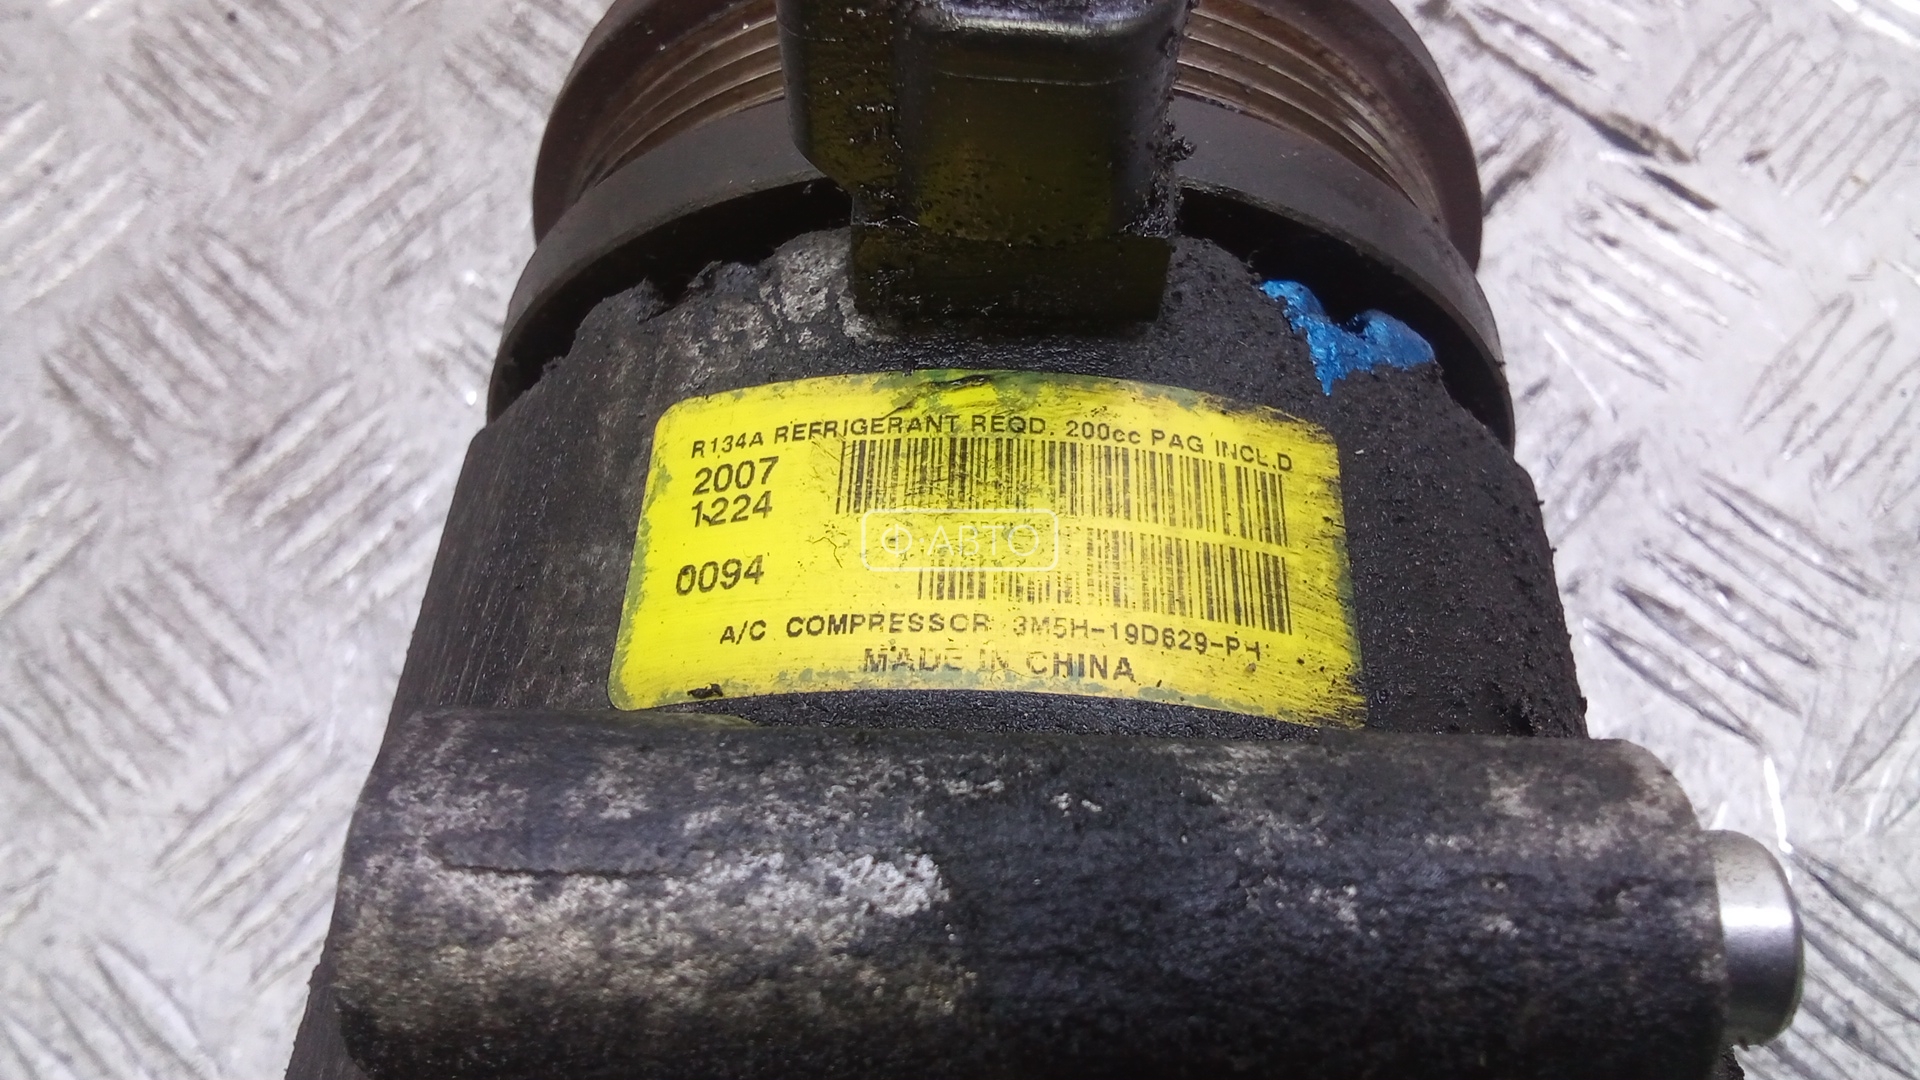 R134A REFRIGERANT REQD. 200cc PAG INCL.D
2007
1224
Ф·АВТО
0094
A/C COMPRESSOR 3M5H-19D629-PH
MADE IN CHINA